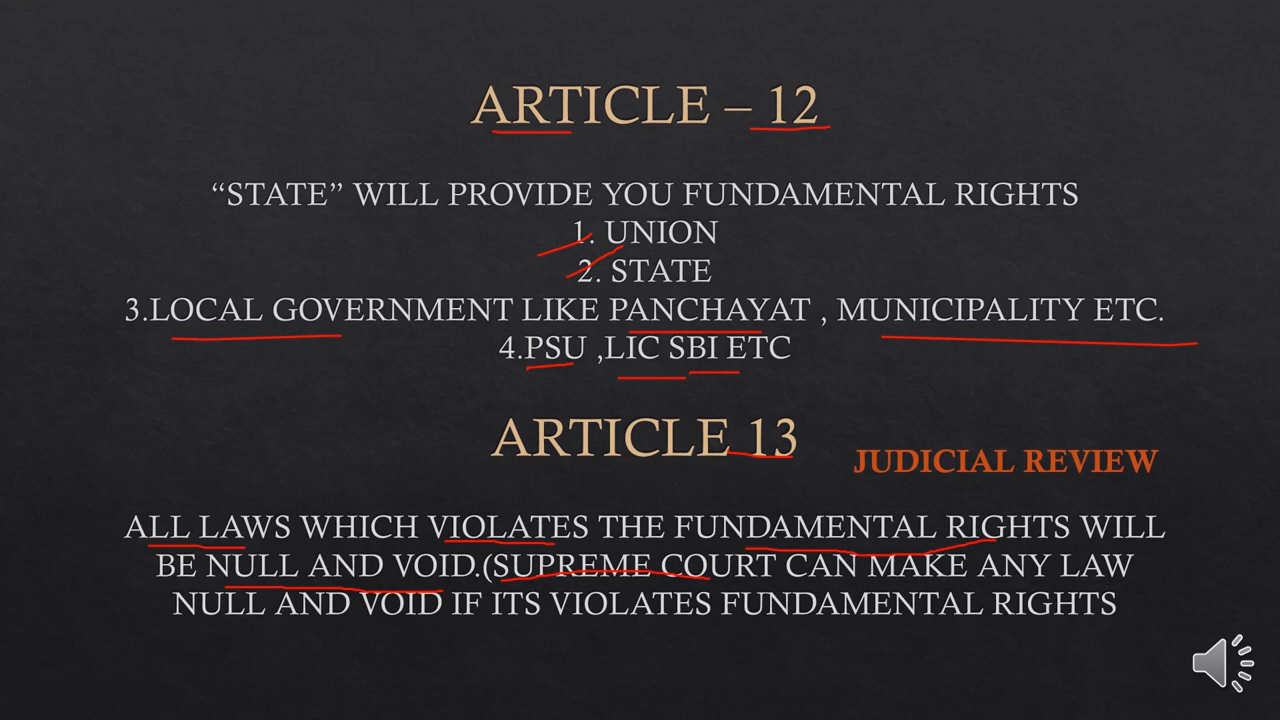 ARTICLE – 12
“STATE” WILL PROVIDE YOU FUNDAMENTAL RIGHTS
1. UNION
2. STATE
3.LOCAL GOVERNMENT LIKE PANCHAYAT , MUNICIPALITY ETC.
4.PSU ,LIC SBI ETC
ARTICLE 13
JUDICIAL REVIEW
ALL LAWS WHICH VIOLATES THE FUNDAMENTAL RIGHTS WILL
BE NULL AND VOID.(SUPREME COURT CAN MAKE ANY LAW
NULL AND VOID IF ITS VIOLATES FUNDAMENTAL RIGHTS